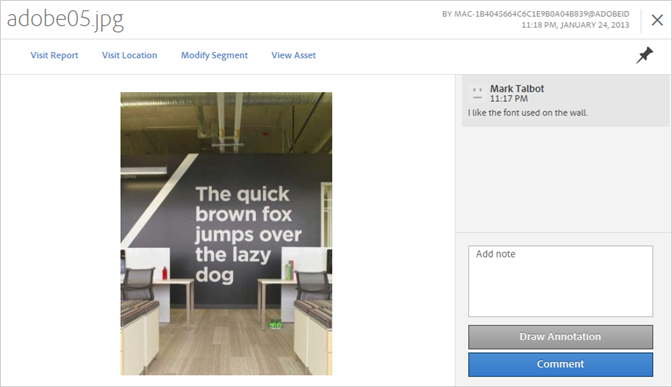 adobe05.jpg
BY MAC-1B4045664C6C1E9B0A04B839@ADOBEID
11:18 PM, JANUARY 24, 2013
Visit Report
Visit Location
Modify Segment
View Asset
The quick
brown fox
jumps over
the lazy
dog
Mark Talbot
11:17 PM
I like the font used on the wall.
Add note
Draw Annotation
Comment